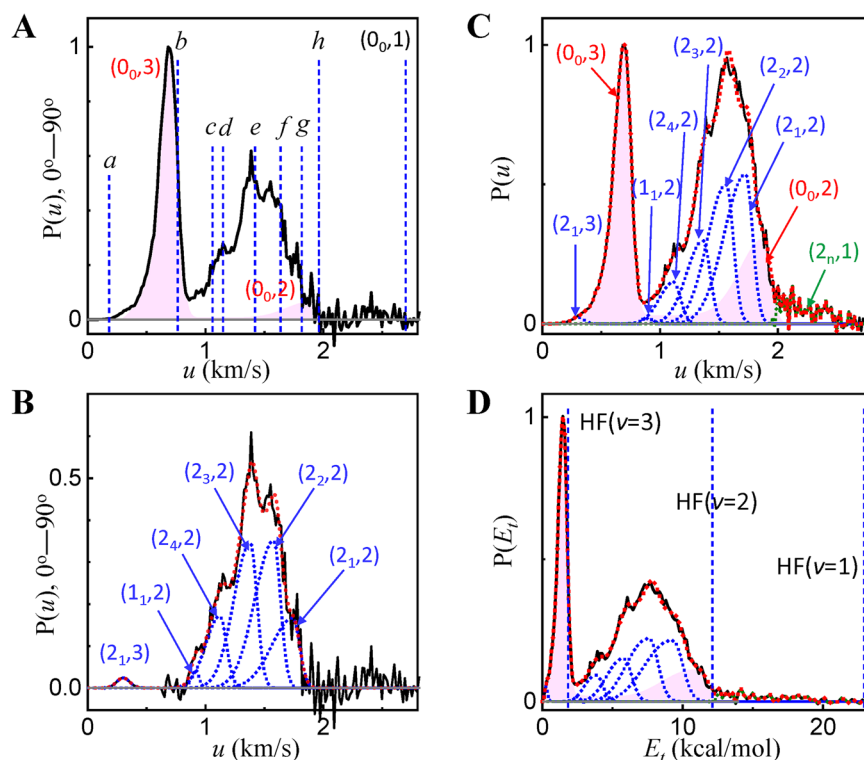 A
1
0
P(u), 0°—90°
a
b
c
d
e
f
g
h
(0₀,3)
(0₀,1)
(0₀,2)
0
1
2
u (km/s)
B
0.5
0.0
P(u), 0°—90°
(2₃,2)
(2₂,2)
(2₄,2)
(1₁,2)
(2₁,2)
(2₁,3)
0
1
2
u (km/s)
C
1
0
P(u)
(0₀,3)
(2₃,2)
(2₂,2)
(2₄,2)
(2₁,2)
(1₁,2)
(0₀,2)
(2₁,3)
(2ₙ,1)
0
1
2
u (km/s)
D
1
0
P(Eₜ)
HF(v=3)
HF(v=2)
HF(v=1)
0
10
20
Eₜ (kcal/mol)